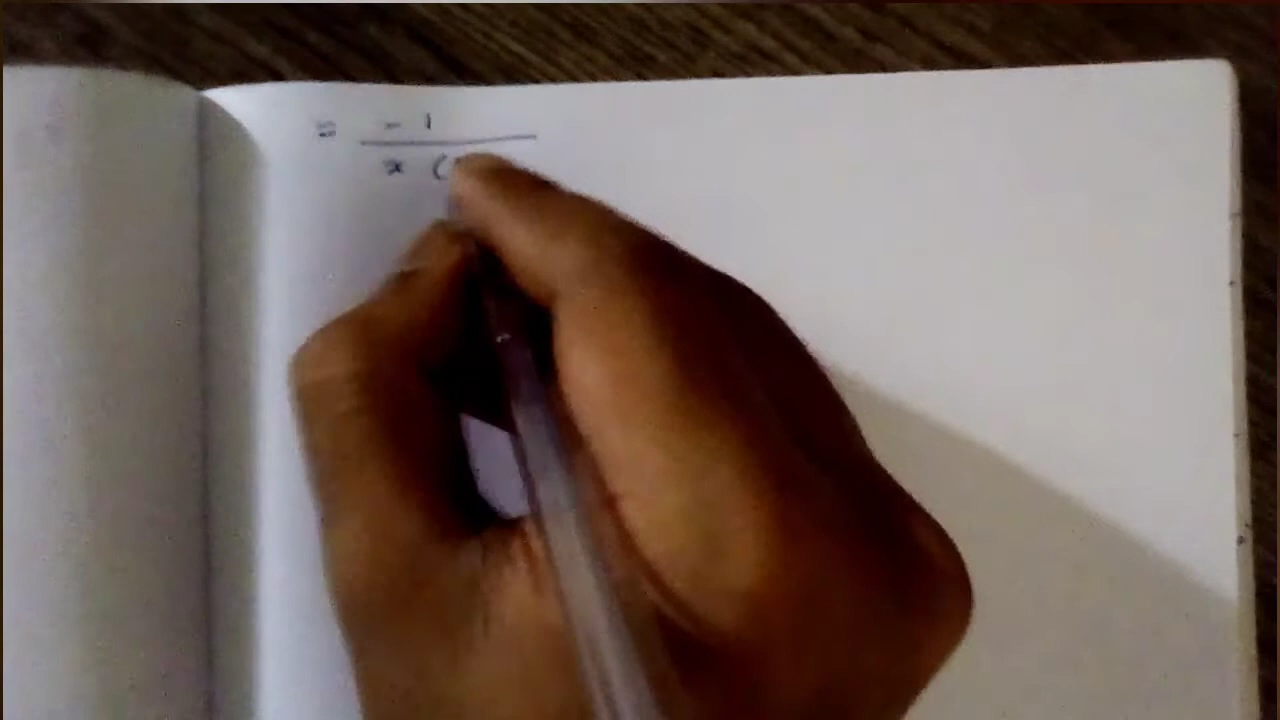 = - 1
x (